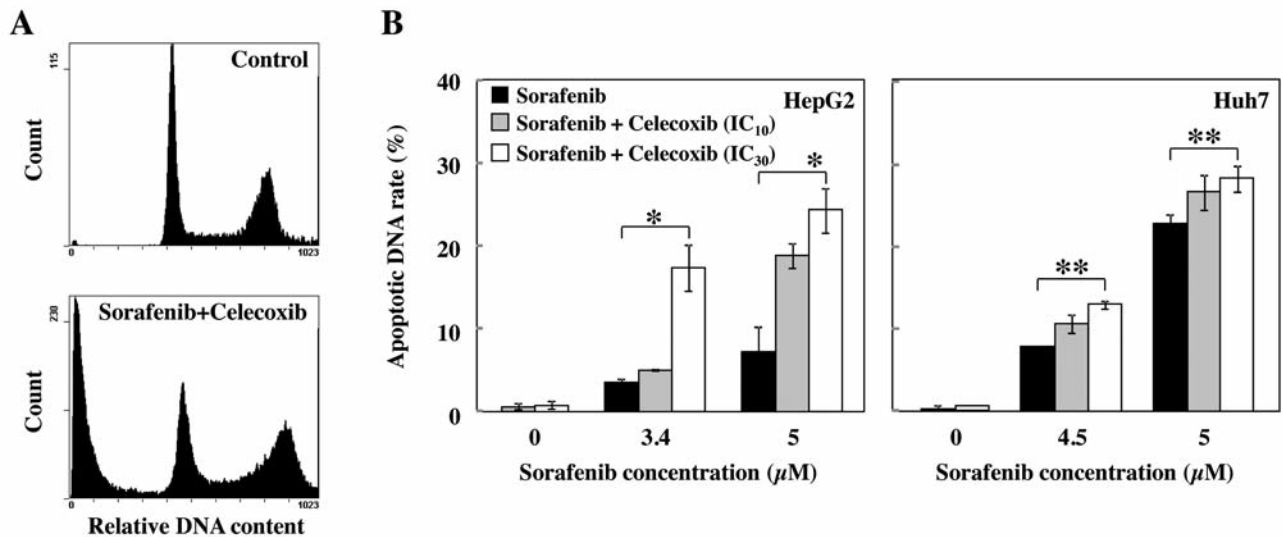 A
Control
115
Count
0
1023
Sorafenib+Celecoxib
230
Count
0
1023
Relative DNA content
B
Apoptotic DNA rate (%)
40
30
20
10
0
Sorafenib
Sorafenib + Celecoxib (IC10)
Sorafenib + Celecoxib (IC30)
HepG2
*
*
0 3.4 5
Sorafenib concentration (µM)
Huh7
**
**
0 4.5 5
Sorafenib concentration (µM)